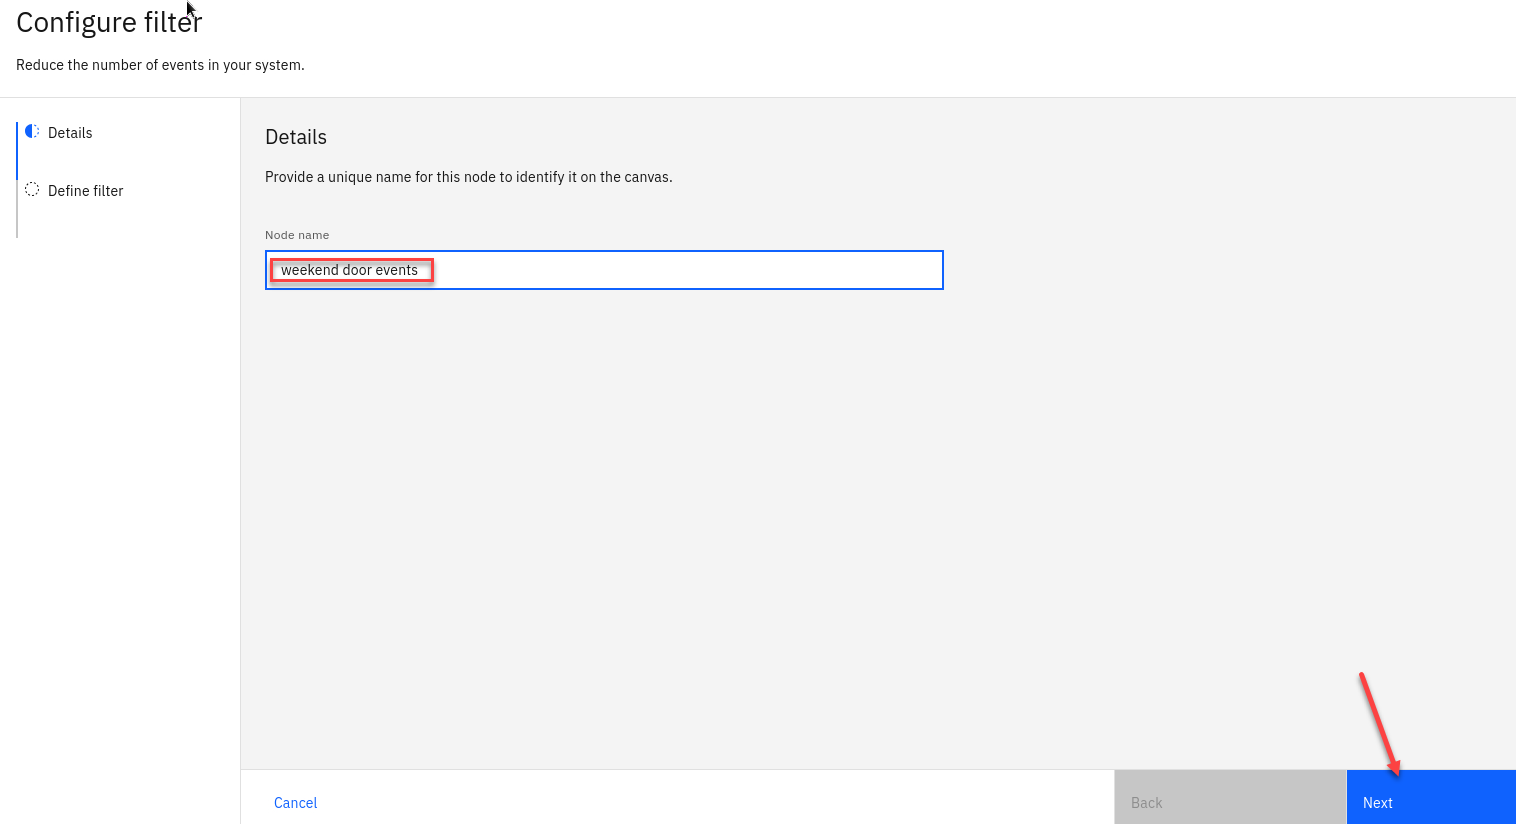 Configure filter
Reduce the number of events in your system.
Details
Define filter
Details
Provide a unique name for this node to identify it on the canvas.
Node name
weekend door events
Cancel
Back
Next